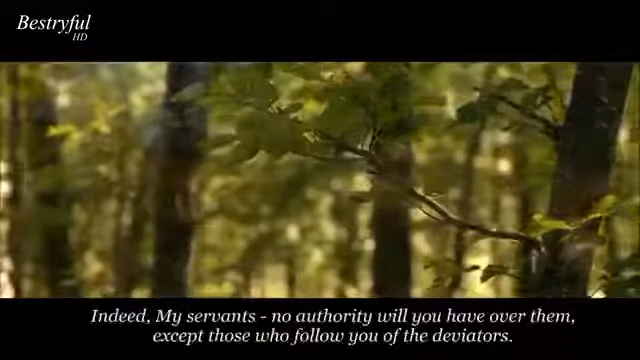 Bestryful
HD
Indeed, My servants - no authority will you have over them,
except those who follow you of the deviators.